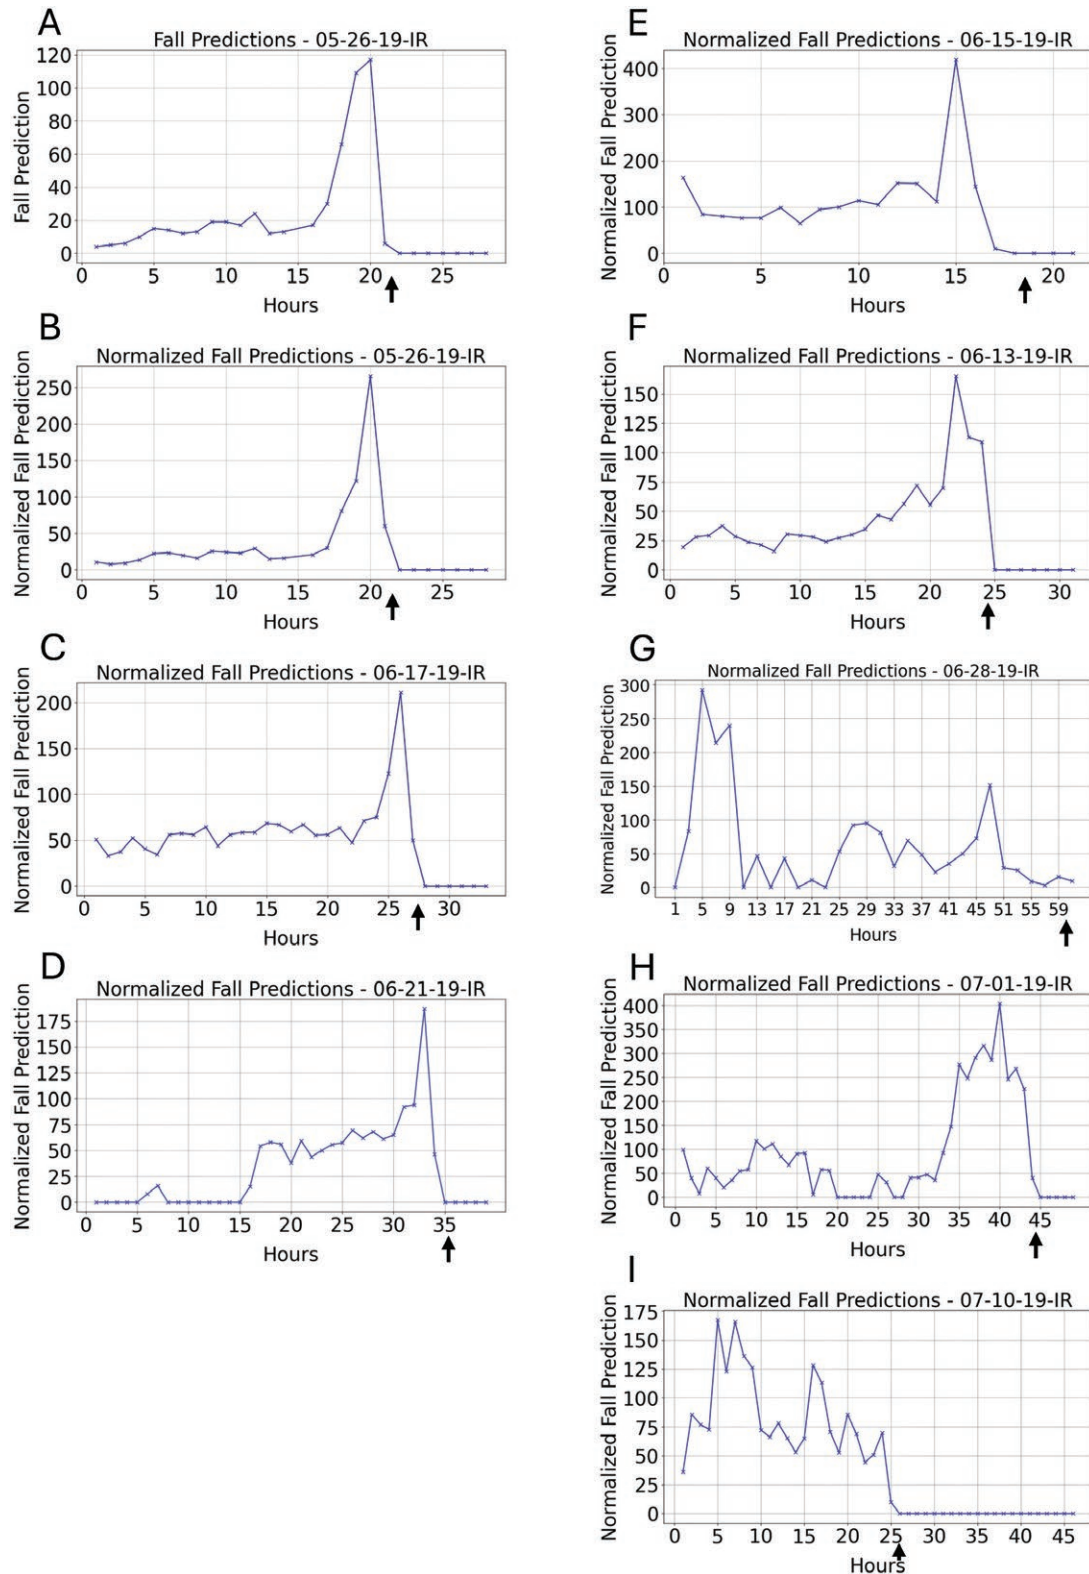 A
Fall Predictions - 05-26-19-IR
Fall Prediction
120
100
80
60
40
20
0
0 5 10 15 20 25
Hours
B
Normalized Fall Predictions - 05-26-19-IR
Normalized Fall Prediction
250
200
150
100
50
0
0 5 10 15 20 25
Hours
C
Normalized Fall Predictions - 06-17-19-IR
Normalized Fall Prediction
200
150
100
50
0
0 5 10 15 20 25 30
Hours
D
Normalized Fall Predictions - 06-21-19-IR
Normalized Fall Prediction
175
150
125
100
75
50
25
0
0 5 10 15 20 25 30 35
Hours
E
Normalized Fall Predictions - 06-15-19-IR
Normalized Fall Prediction
400
300
200
100
0
0 5 10 15 20
Hours
F
Normalized Fall Predictions - 06-13-19-IR
Normalized Fall Prediction
150
125
100
75
50
25
0
0 5 10 15 20 25 30
Hours
G
Normalized Fall Predictions - 06-28-19-IR
Normalized Fall Prediction
300
250
200
150
100
50
0
1 5 9 13 17 21 25 29 33 37 41 45 51 55 59
Hours
H
Normalized Fall Predictions - 07-01-19-IR
Normalized Fall Prediction
400
350
300
250
200
150
100
50
0
0 5 10 15 20 25 30 35 40 45
Hours
I
Normalized Fall Predictions - 07-10-19-IR
Normalized Fall Prediction
175
150
125
100
75
50
25
0
0 5 10 15 20 25 30 35 40 45
Hours